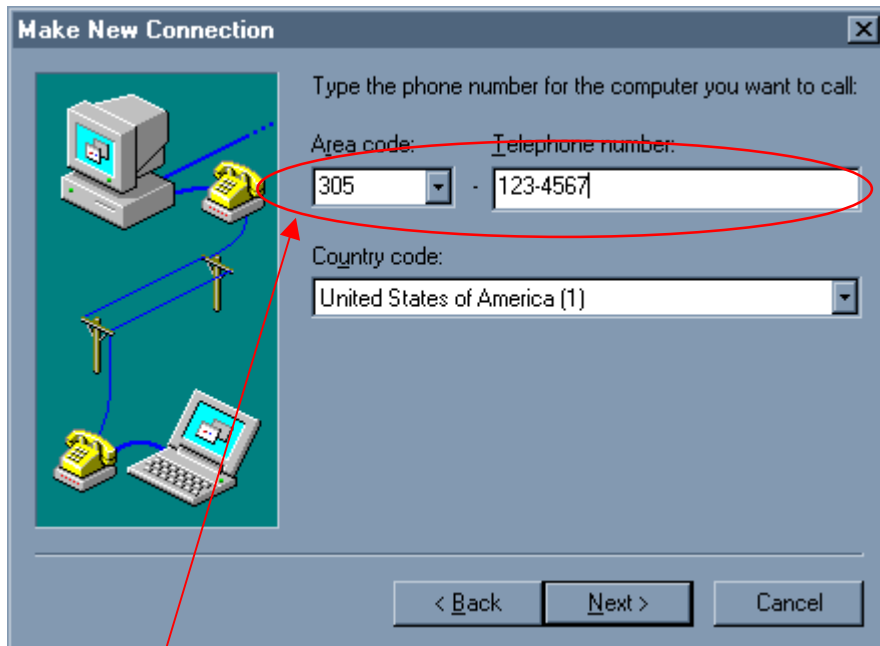 Make New Connection
Type the phone number for the computer you want to call:
Area code: Telephone number:
305 - 123-4567
Country code:
United States of America (1)
< Back Next > Cancel